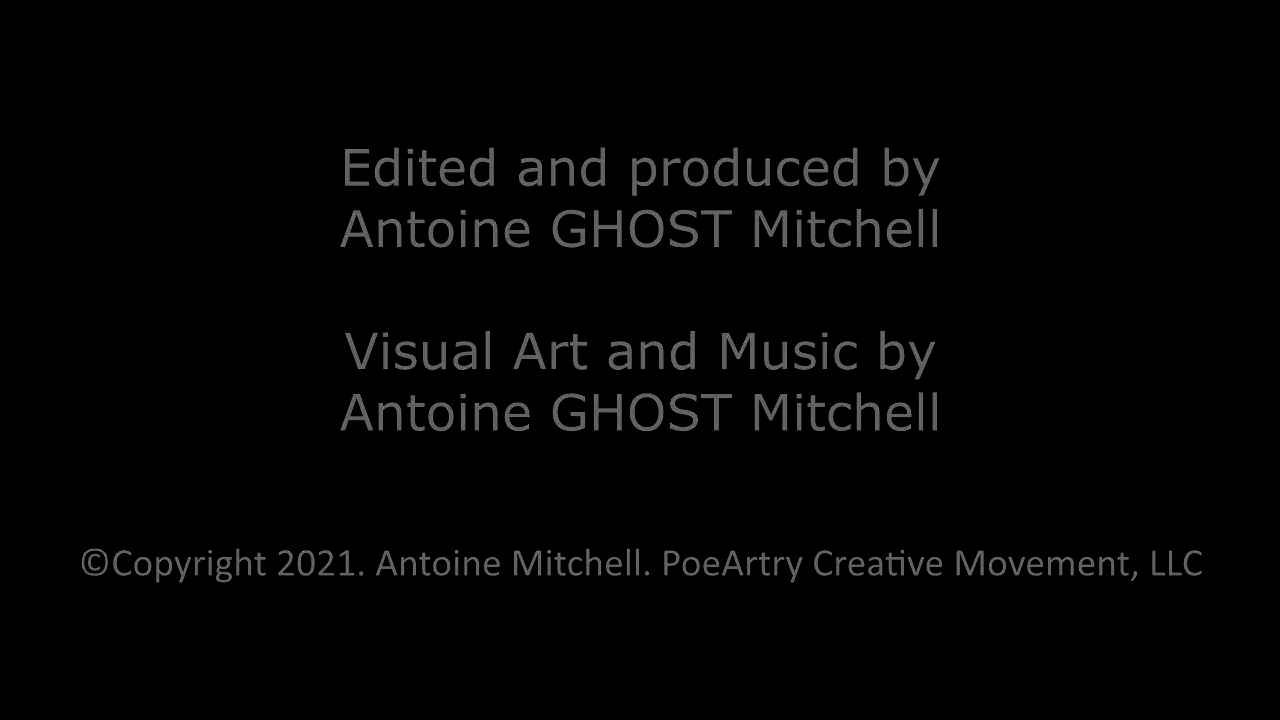 Edited and produced by
Antoine GHOST Mitchell
Visual Art and Music by
Antoine GHOST Mitchell
©Copyright 2021. Antoine Mitchell. PoeArtry Creative Movement, LLC